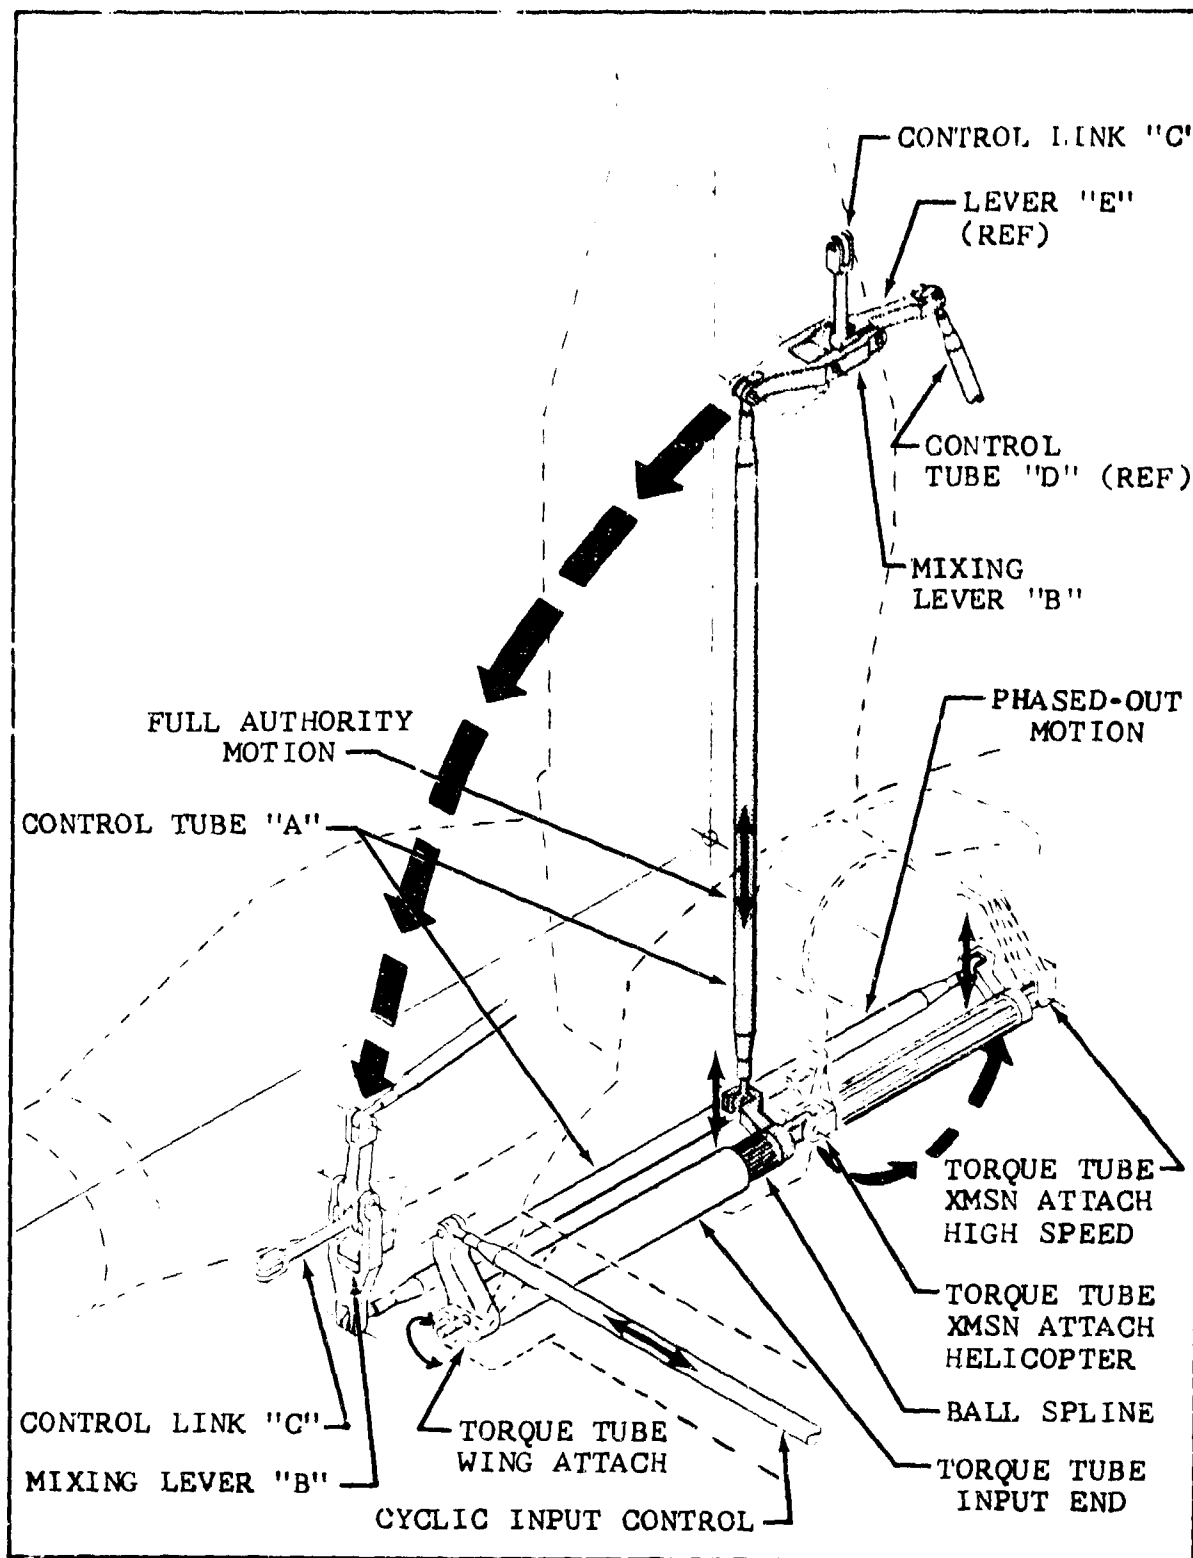 CONTROL LINK "C"
LEVER "E"
(REF)
CONTROL
TUBE "D" (REF)
MIXING
LEVER "B"
FULL AUTHORITY
MOTION
PHASED-OUT
MOTION
CONTROL TUBE "A"
TORQUE TUBE
XMSN ATTACH
HIGH SPEED
TORQUE TUBE
XMSN ATTACH
HELICOPTER
BALL SPLINE
CONTROL LINK "C"
TORQUE TUBE
WING ATTACH
MIXING LEVER "B"
TORQUE TUBE
INPUT END
CYCLIC INPUT CONTROL